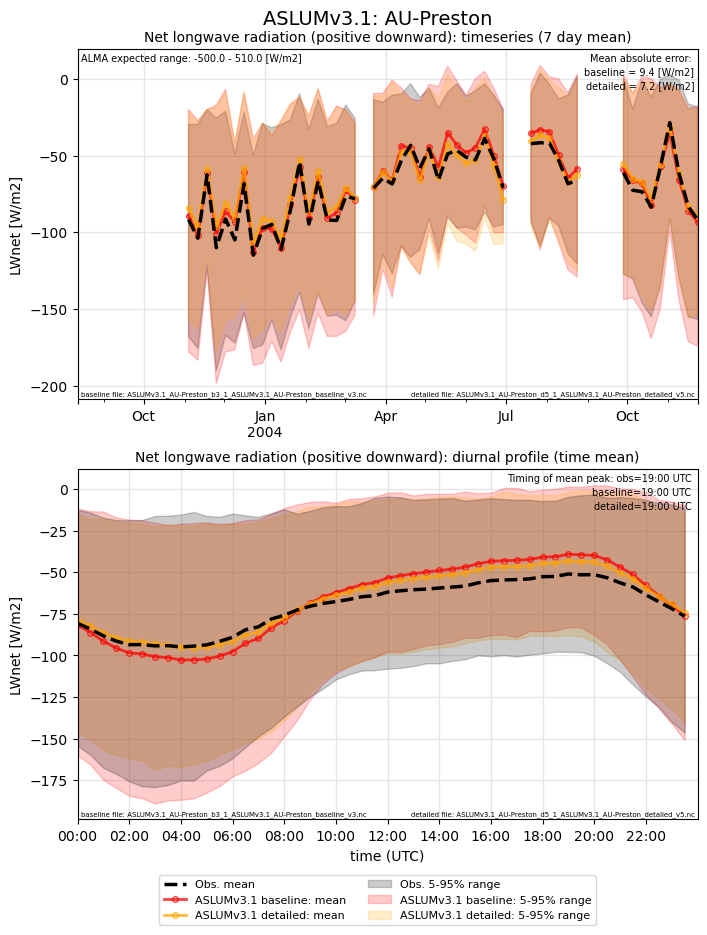 ASLUMv3.1: AU-Preston
Net longwave radiation (positive downward): timeseries (7 day mean)
ALMA expected range: -500.0 - 510.0 [W/m2]
Mean absolute error:
baseline = 9.4 [W/m2]
detailed = 7.2 [W/m2]
0
−50
−100
−150
−200
LWnet [W/m2]
baseline file: ASLUMv3.1_AU-Preston_b3_1_ASLUMv3.1_AU-Preston_baseline_v3.nc
detailed file: ASLUMv3.1_AU-Preston_d5_1_ASLUMv3.1_AU-Preston_detailed_v5.nc
Oct Jan Apr Jul Oct
2004
Net longwave radiation (positive downward): diurnal profile (time mean)
Timing of mean peak: obs=19:00 UTC
baseline=19:00 UTC
detailed=19:00 UTC
0
−25
−50
−75
−100
−125
−150
−175
LWnet [W/m2]
baseline file: ASLUMv3.1_AU-Preston_b3_1_ASLUMv3.1_AU-Preston_baseline_v3.nc
detailed file: ASLUMv3.1_AU-Preston_d5_1_ASLUMv3.1_AU-Preston_detailed_v5.nc
00:00 02:00 04:00 06:00 08:00 10:00 12:00 14:00 16:00 18:00 20:00 22:00
time (UTC)
Obs. mean
ASLUMv3.1 baseline: mean
ASLUMv3.1 detailed: mean
Obs. 5-95% range
ASLUMv3.1 baseline: 5-95% range
ASLUMv3.1 detailed: 5-95% range